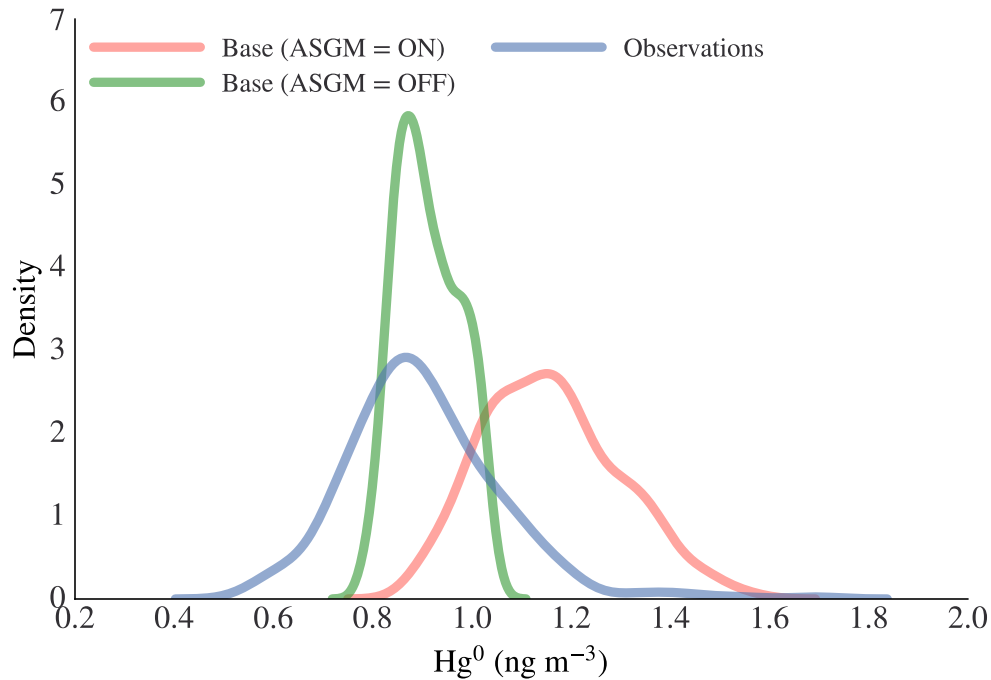 7
6
5
4
3
2
1
0
Density
Base (ASGM = ON)
Base (ASGM = OFF)
Observations
0.2 0.4 0.6 0.8 1.0 1.2 1.4 1.6 1.8 2.0
Hg⁰ (ng m⁻³)